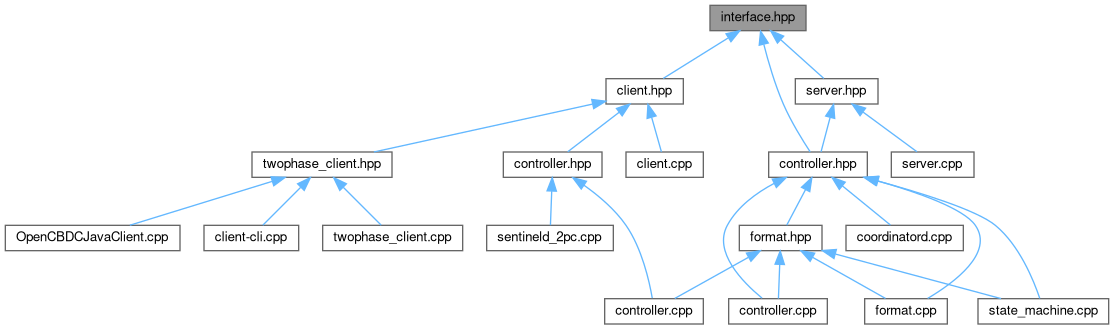 interface.hpp
client.hpp
server.hpp
twophase_client.hpp
controller.hpp
client.cpp
controller.hpp
server.cpp
OpenCBDCJavaClient.cpp
client-cli.cpp
twophase_client.cpp
sentineld_2pc.cpp
format.hpp
coordinatord.cpp
controller.cpp
controller.cpp
format.cpp
state_machine.cpp